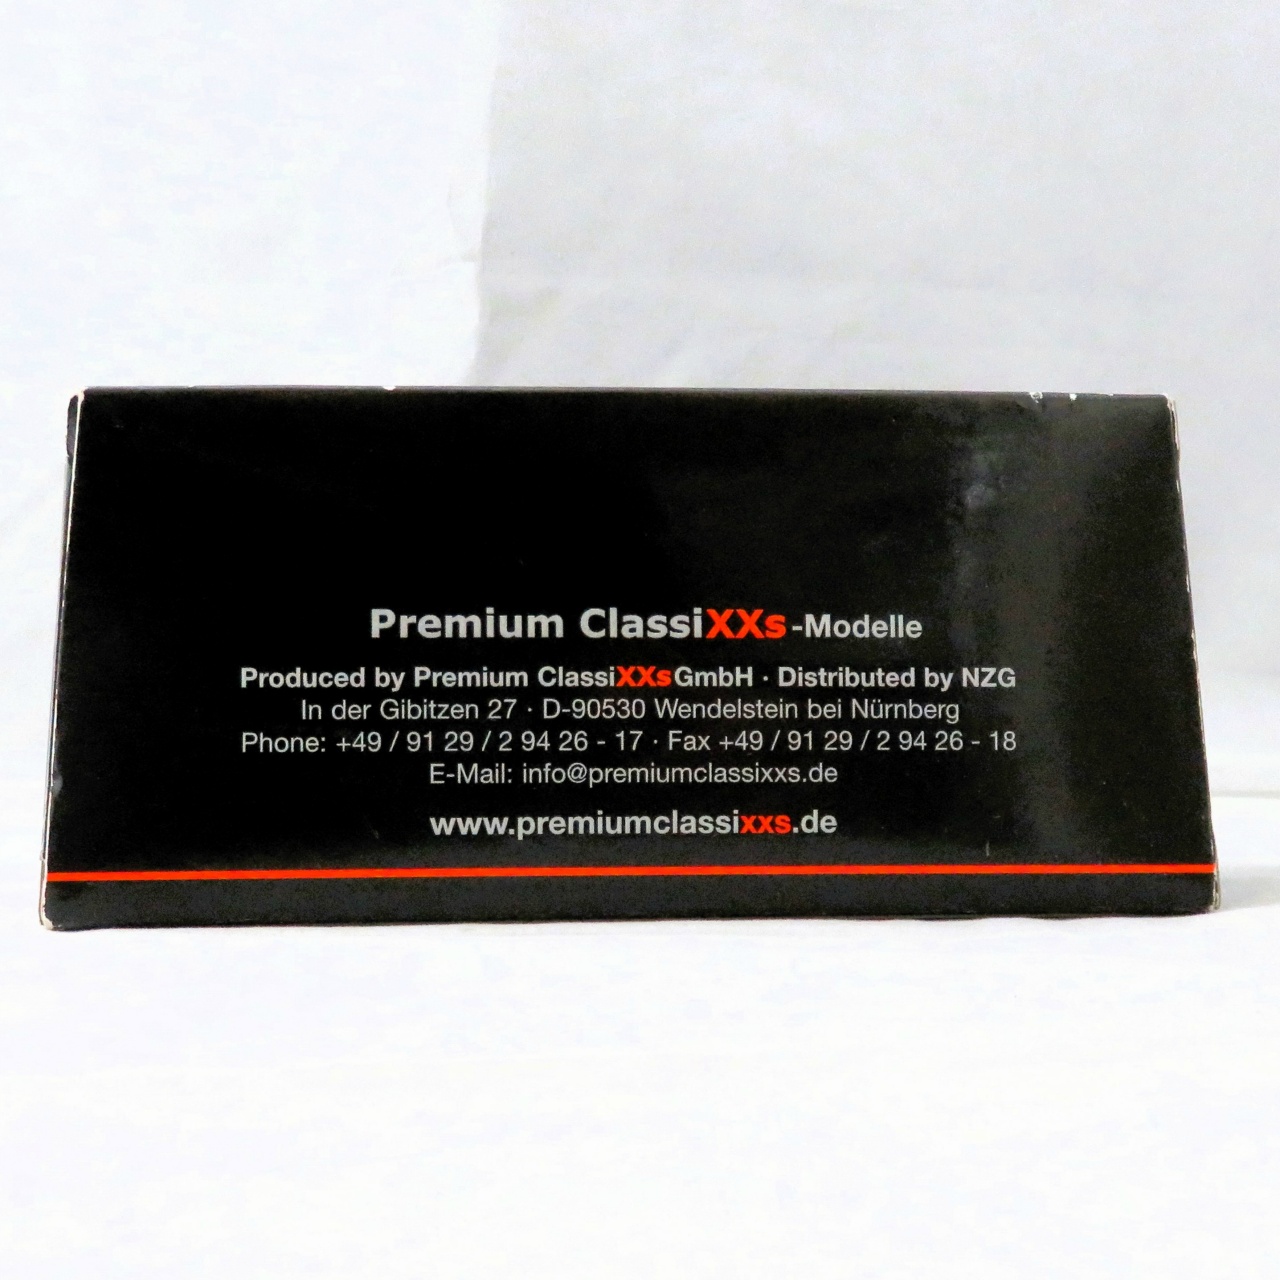 Premium ClassiXXs-Modelle
Produced by Premium ClassiXXs GmbH · Distributed by NZG
In der Gibitzen 27 · D-90530 Wendelstein bei Nürnberg
Phone: +49 / 91 29 / 2 94 26 - 17 · Fax +49 / 91 29 / 2 94 26 - 18
E-Mail: info@premiumclassixxs.de
www.premiumclassixxs.de